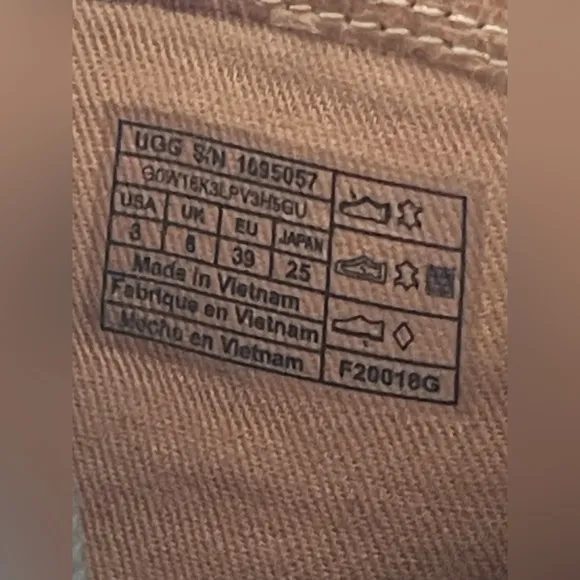 UGG S/N 1095057
USA UK EU JAPAN
8 6 39 25
Made in Vietnam
Fabrique en Vietnam
Hecho en Vietnam
F20018G